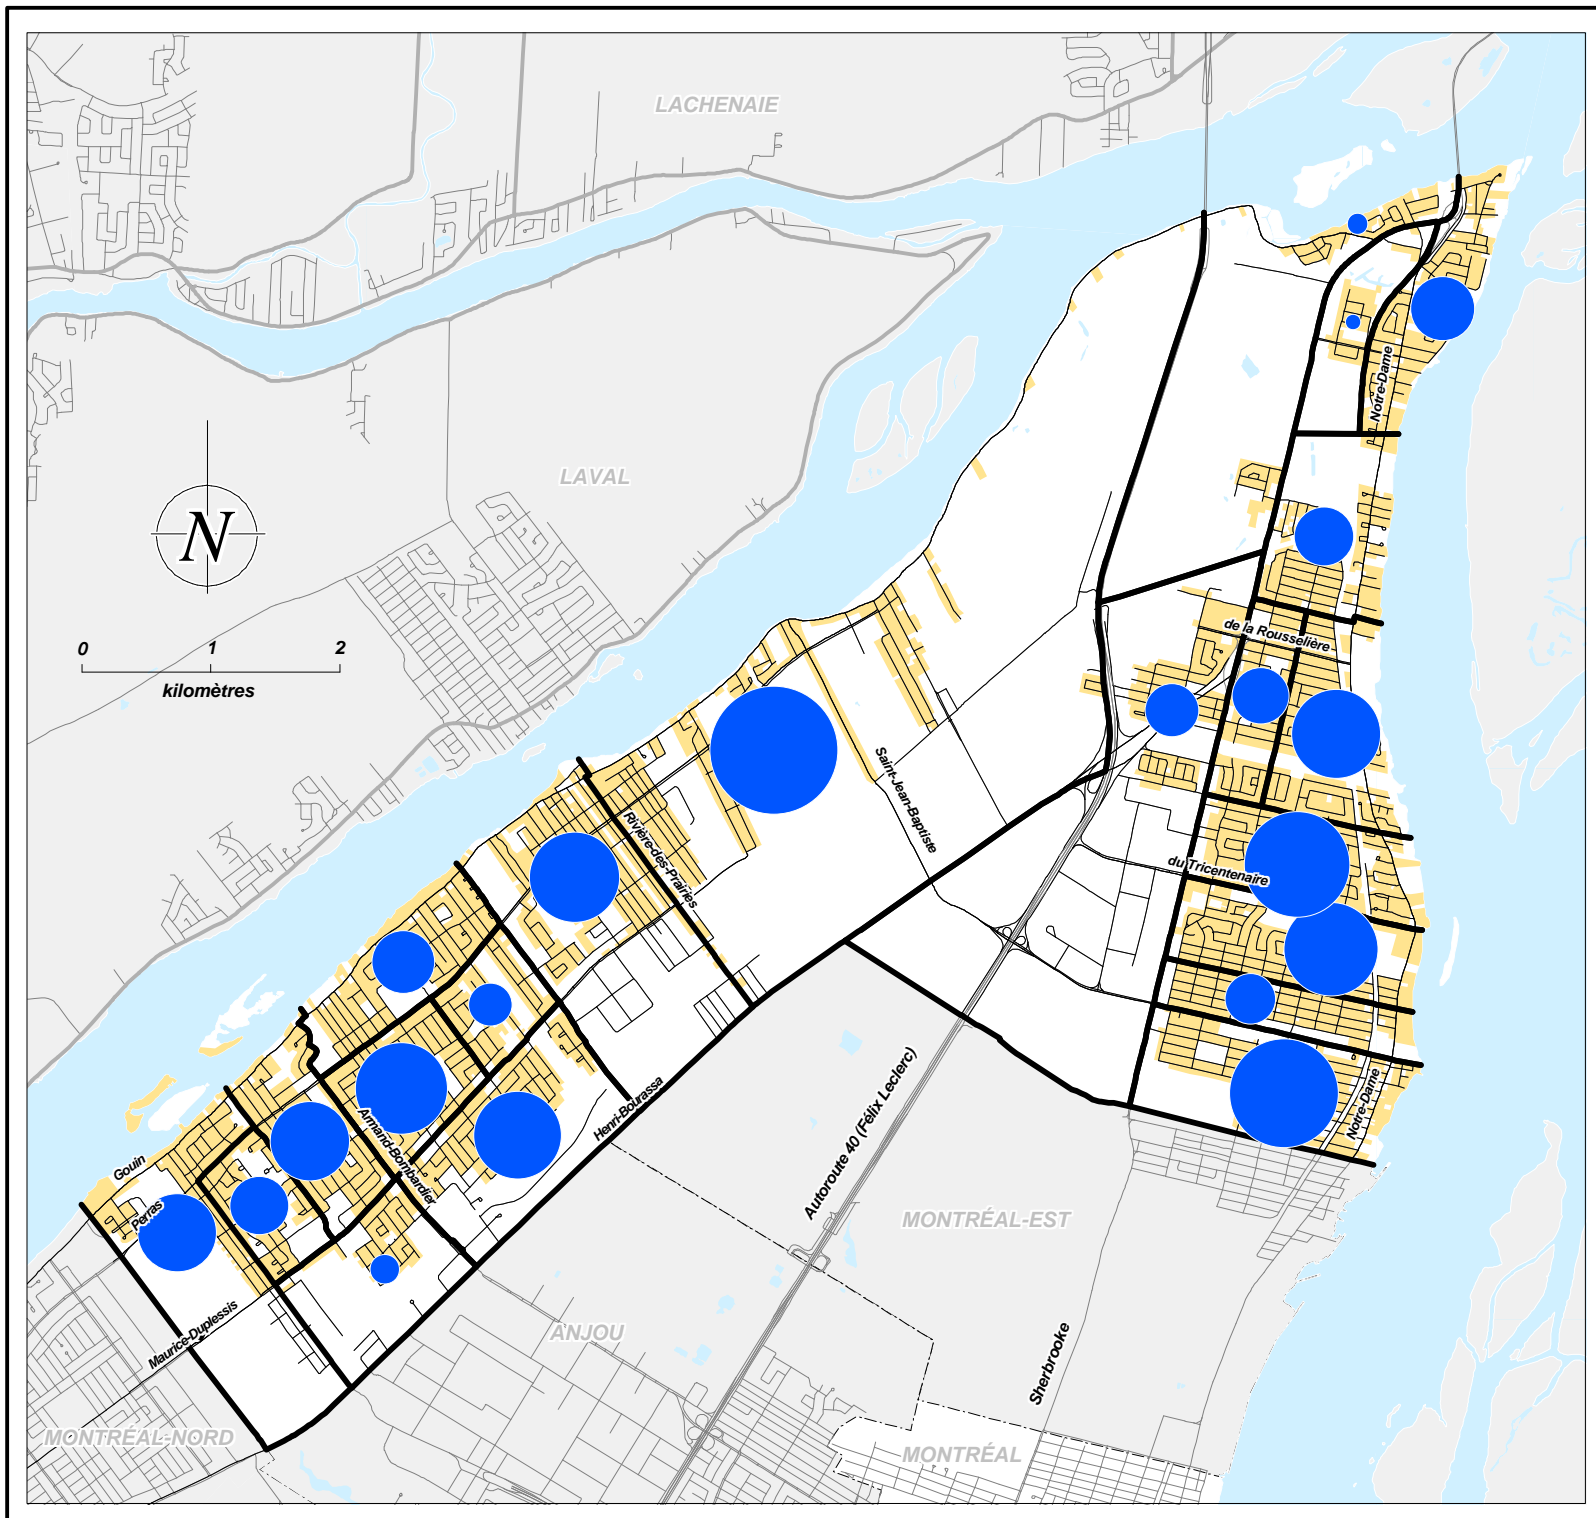 LACHENAIE
Notre-Dame
LAVAL
N
0 1 2
kilomètres
de la Rousselière
Saint-Jean-Baptiste
Rivière-des-Prairies
du Tricentenaire
Henri-Bourassa
Autoroute 40 (Félix Leclerc)
Notre-Dame
Armand-Bombardier
Gouin
Perras
MONTRÉAL-EST
Maurice-Duplessis
ANJOU
Sherbrooke
MONTRÉAL-NORD
MONTRÉAL